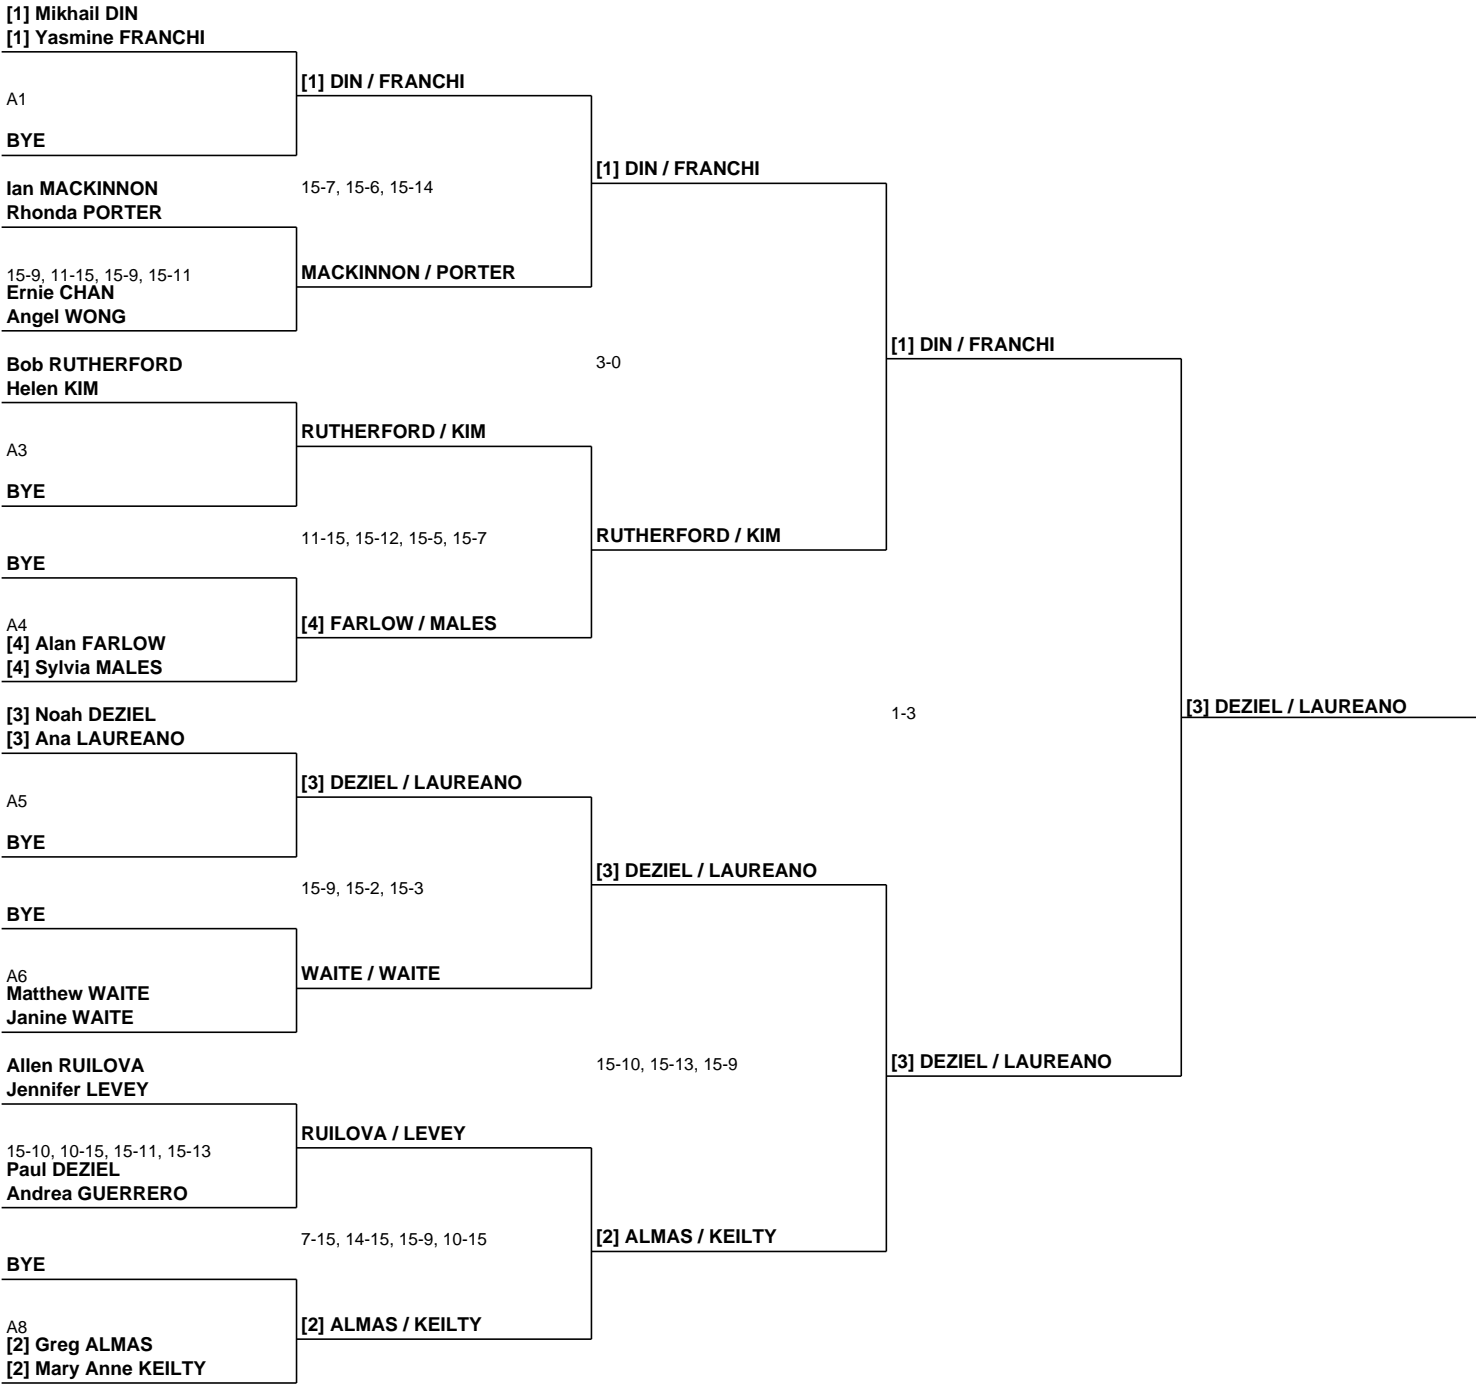 [1] Mikhail DIN
[1] Yasmine FRANCHI
A1
BYE
Ian MACKINNON
Rhonda PORTER
15-9, 11-15, 15-9, 15-11
Ernie CHAN
Angel WONG
Bob RUTHERFORD
Helen KIM
A3
BYE
BYE
A4
[4] Alan FARLOW
[4] Sylvia MALES
[3] Noah DEZIEL
[3] Ana LAUREANO
A5
BYE
BYE
A6
Matthew WAITE
Janine WAITE
Allen RUILOVA
Jennifer LEVEY
15-10, 10-15, 15-11, 15-13
Paul DEZIEL
Andrea GUERRERO
BYE
A8
[2] Greg ALMAS
[2] Mary Anne KEILTY
[1] DIN / FRANCHI
15-7, 15-6, 15-14
MACKINNON / PORTER
RUTHERFORD / KIM
11-15, 15-12, 15-5, 15-7
[4] FARLOW / MALES
[3] DEZIEL / LAUREANO
15-9, 15-2, 15-3
WAITE / WAITE
RUILOVA / LEVEY
7-15, 14-15, 15-9, 10-15
[2] ALMAS / KEILTY
[1] DIN / FRANCHI
3-0
RUTHERFORD / KIM
[3] DEZIEL / LAUREANO
15-10, 15-13, 15-9
[2] ALMAS / KEILTY
[1] DIN / FRANCHI
1-3
[3] DEZIEL / LAUREANO
[3] DEZIEL / LAUREANO